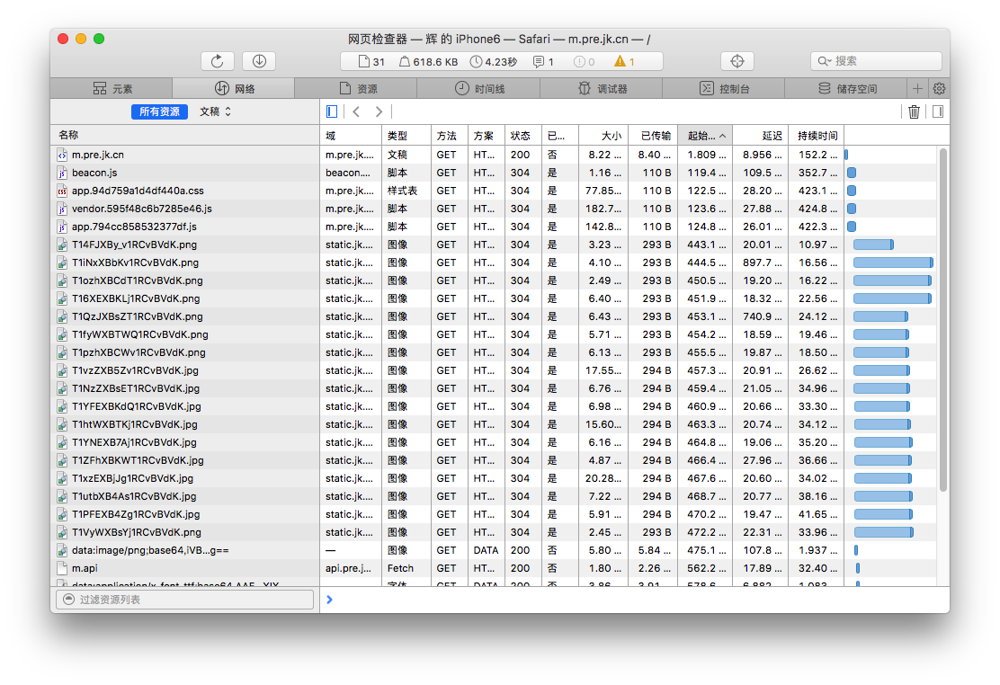 网页检查器 — 辉 的 iPhone6 — Safari — m.pre.jk.cn — /
31 618.6 KB 4.23秒 1 0 1 搜索
元素 网络 资源 时间线 调试器 控制台 储存空间
所有资源 文稿
名称 域 类型 方法 方案 状态 已... 大小 已传输 起始... 延迟 持续时间
m.pre.jk.cn m.pre.jk.... 文稿 GET HT... 200 否 8.22 ... 8.40 ... 1.809 ... 8.956 ... 152.2 ...
beacon.js beacon.... 脚本 GET HT... 304 是 1.16 ... 110 B 119.4 ... 109.5 ... 352.7 ...
app.94d759a1d4df440a.css m.pre.jk.... 样式表 GET HT... 304 是 77.85... 110 B 122.5 ... 28.20 ... 423.1 ...
vendor.595f48c6b7285e46.js m.pre.jk.... 脚本 GET HT... 304 是 182.7... 110 B 123.6 ... 27.88 ... 424.8 ...
app.794cc858532377df.js m.pre.jk.... 脚本 GET HT... 304 是 142.8... 110 B 124.8 ... 26.01 ... 422.3 ...
T14FJXBy_v1RCvBVdK.png static.jk.... 图像 GET HT... 304 是 3.23 ... 293 B 443.1 ... 20.01 ... 10.97 ...
T1iNxXBbKv1RCvBVdK.png static.jk.... 图像 GET HT... 304 是 4.10 ... 293 B 444.5 ... 897.7 ... 16.56 ...
T1ozhXBCdT1RCvBVdK.png static.jk.... 图像 GET HT... 304 是 2.49 ... 293 B 450.5 ... 19.20 ... 16.22 ...
T16XEXBKLj1RCvBVdK.png static.jk.... 图像 GET HT... 304 是 6.40 ... 293 B 451.9 ... 18.32 ... 22.56 ...
T1QzJXBsZT1RCvBVdK.png static.jk.... 图像 GET HT... 304 是 6.43 ... 293 B 453.1 ... 740.9 ... 24.12 ...
T1fyWXBTWQ1RCvBVdK.png static.jk.... 图像 GET HT... 304 是 5.71 ... 293 B 454.2 ... 18.59 ... 19.46 ...
T1pzhXBCWv1RCvBVdK.png static.jk.... 图像 GET HT... 304 是 6.13 ... 293 B 455.5 ... 19.87 ... 18.50 ...
T1vzZXB5Zv1RCvBVdK.jpg static.jk.... 图像 GET HT... 304 是 17.55... 294 B 457.3 ... 20.91 ... 26.62 ...
T1NzZXBsET1RCvBVdK.jpg static.jk.... 图像 GET HT... 304 是 6.76 ... 294 B 459.4 ... 21.05 ... 34.96 ...
T1YFEXBKdQ1RCvBVdK.jpg static.jk.... 图像 GET HT... 304 是 6.98 ... 294 B 460.9 ... 20.66 ... 33.30 ...
T1htWXBTKj1RCvBVdK.jpg static.jk.... 图像 GET HT... 304 是 15.60... 294 B 463.3 ... 20.74 ... 34.12 ...
T1YNEXB7Aj1RCvBVdK.jpg static.jk.... 图像 GET HT... 304 是 6.16 ... 294 B 464.8 ... 19.06 ... 35.20 ...
T1ZFhXBKWT1RCvBVdK.jpg static.jk.... 图像 GET HT... 304 是 4.87 ... 294 B 466.4 ... 27.96 ... 36.66 ...
T1xzEXBjJg1RCvBVdK.jpg static.jk.... 图像 GET HT... 304 是 20.28... 294 B 467.6 ... 20.60 ... 34.02 ...
T1utbXB4As1RCvBVdK.jpg static.jk.... 图像 GET HT... 304 是 7.22 ... 294 B 468.7 ... 20.77 ... 38.16 ...
T1PFEXB4Zg1RCvBVdK.jpg static.jk.... 图像 GET HT... 304 是 5.91 ... 294 B 470.2 ... 19.47 ... 41.65 ...
T1VyWXBsYj1RCvBVdK.png static.jk.... 图像 GET HT... 304 是 2.45 ... 293 B 472.2 ... 22.31 ... 33.96 ...
data:image/png;base64,iVB...g== — 图像 GET DATA 200 否 5.80 ... 5.84 ... 475.1 ... 107.8 ... 1.937 ...
m.api api.pre.j... Fetch GET HT... 200 否 1.80 ... 2.26 ... 562.2 ... 17.89 ... 32.40 ...
data:application/x-font-ttf;base64,AAE...XIX 字体 GET DATA 200 否 3.86 ... 3.91 ... 578.6 ... 6.882 ... 1.083 ...
过滤资源列表